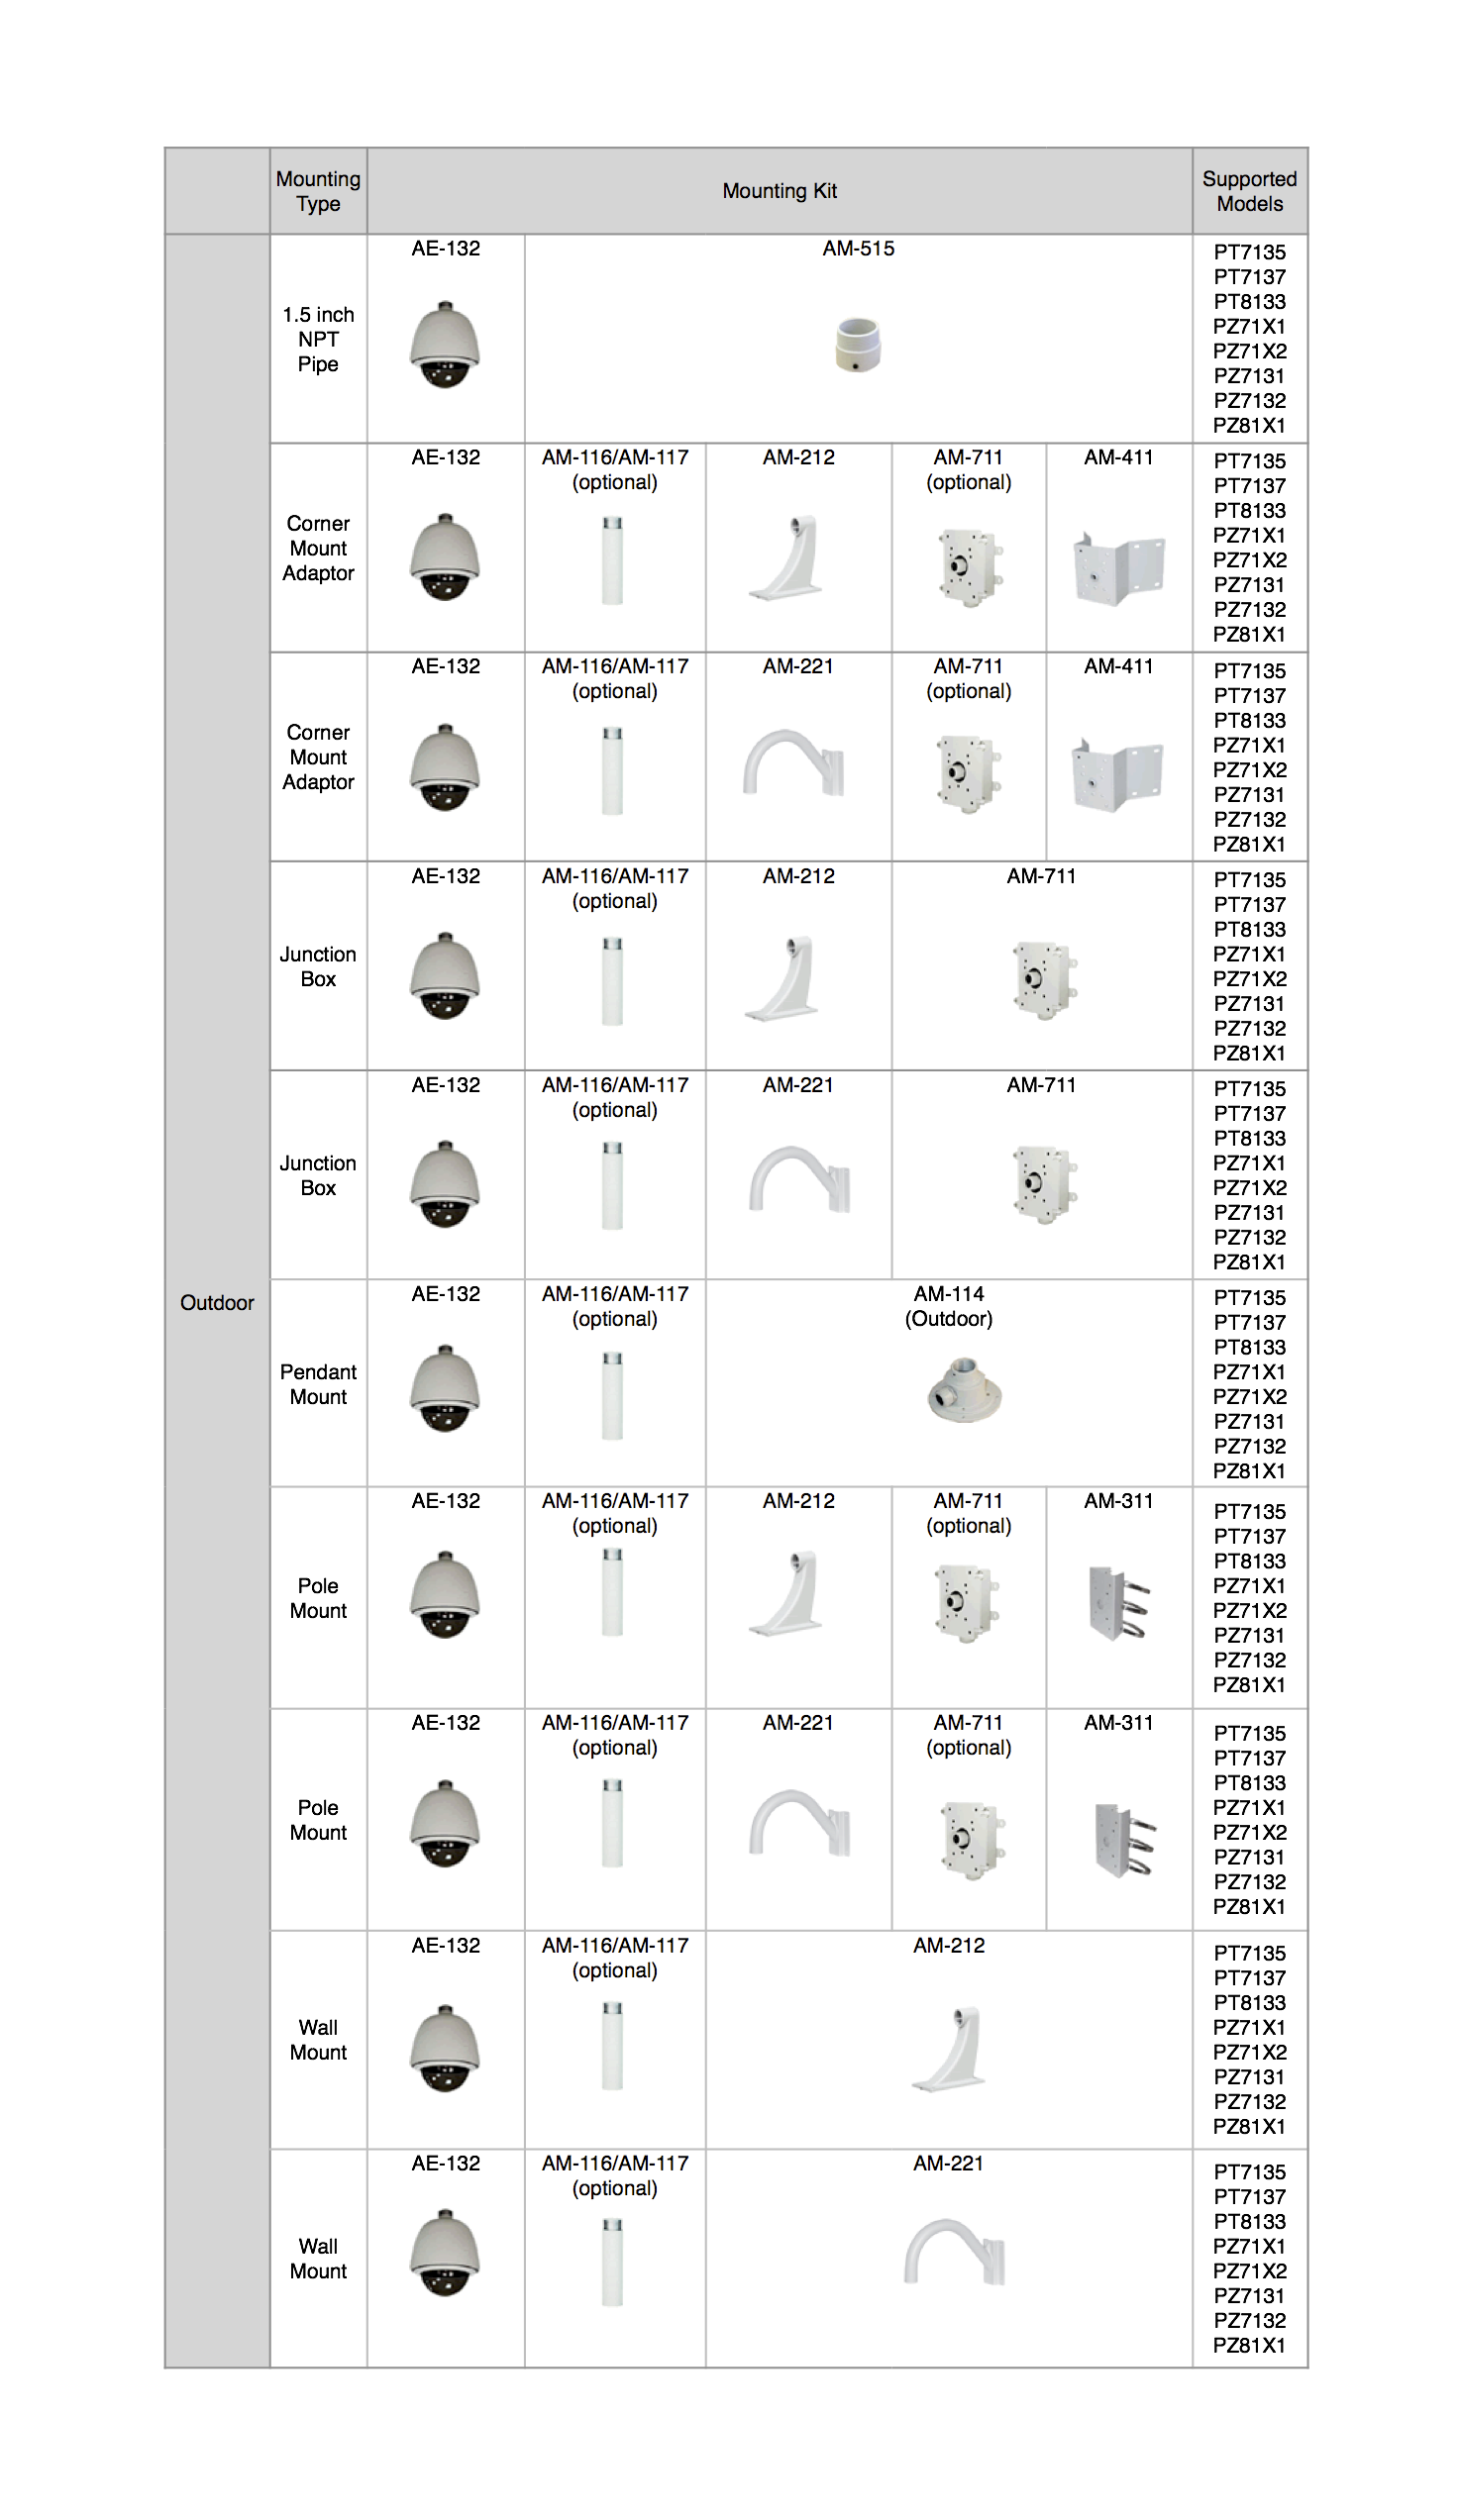 Mounting
Type
Mounting Kit
Supported
Models
Outdoor
1.5 inch
NPT
Pipe
AE-132
AM-515
PT7135
PT7137
PT8133
PZ71X1
PZ71X2
PZ7131
PZ7132
PZ81X1
Corner
Mount
Adaptor
AE-132
AM-116/AM-117
(optional)
AM-212
AM-711
(optional)
AM-411
PT7135
PT7137
PT8133
PZ71X1
PZ71X2
PZ7131
PZ7132
PZ81X1
Corner
Mount
Adaptor
AE-132
AM-116/AM-117
(optional)
AM-221
AM-711
(optional)
AM-411
PT7135
PT7137
PT8133
PZ71X1
PZ71X2
PZ7131
PZ7132
PZ81X1
Junction
Box
AE-132
AM-116/AM-117
(optional)
AM-212
AM-711
PT7135
PT7137
PT8133
PZ71X1
PZ71X2
PZ7131
PZ7132
PZ81X1
Junction
Box
AE-132
AM-116/AM-117
(optional)
AM-221
AM-711
PT7135
PT7137
PT8133
PZ71X1
PZ71X2
PZ7131
PZ7132
PZ81X1
Pendant
Mount
AE-132
AM-116/AM-117
(optional)
AM-114
(Outdoor)
PT7135
PT7137
PT8133
PZ71X1
PZ71X2
PZ7131
PZ7132
PZ81X1
Pole
Mount
AE-132
AM-116/AM-117
(optional)
AM-212
AM-711
(optional)
AM-311
PT7135
PT7137
PT8133
PZ71X1
PZ71X2
PZ7131
PZ7132
PZ81X1
Pole
Mount
AE-132
AM-116/AM-117
(optional)
AM-221
AM-711
(optional)
AM-311
PT7135
PT7137
PT8133
PZ71X1
PZ71X2
PZ7131
PZ7132
PZ81X1
Wall
Mount
AE-132
AM-116/AM-117
(optional)
AM-212
PT7135
PT7137
PT8133
PZ71X1
PZ71X2
PZ7131
PZ7132
PZ81X1
Wall
Mount
AE-132
AM-116/AM-117
(optional)
AM-221
PT7135
PT7137
PT8133
PZ71X1
PZ71X2
PZ7131
PZ7132
PZ81X1